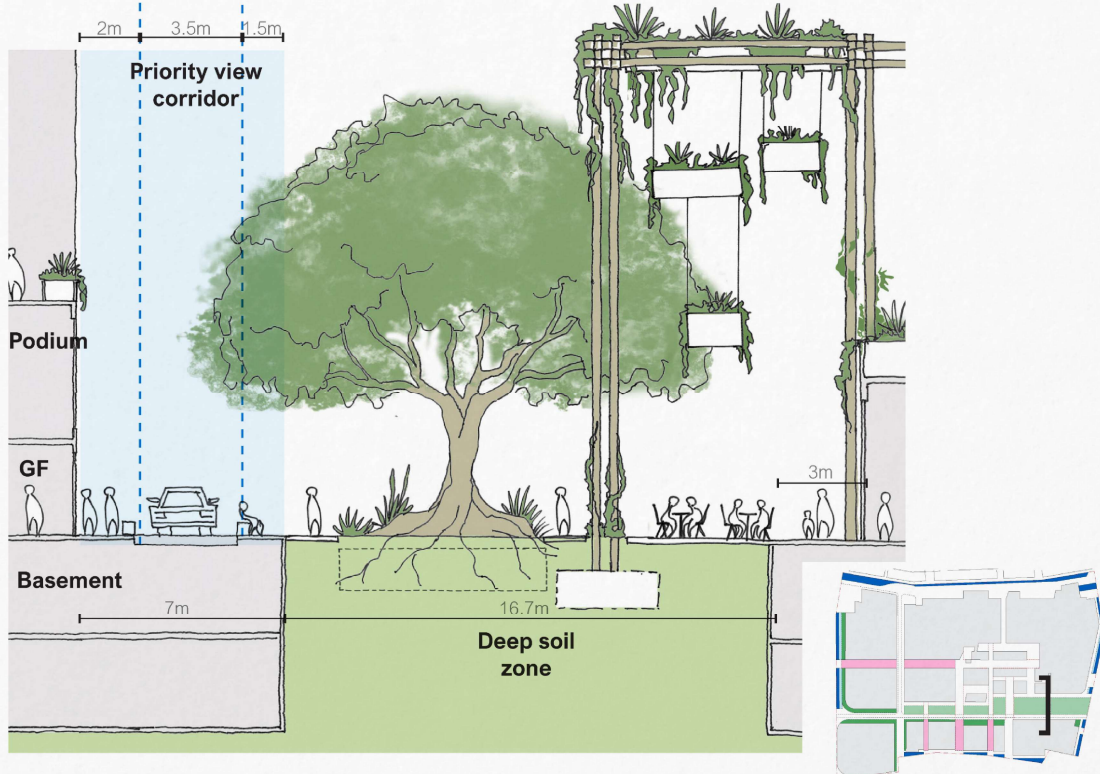 2m 3.5m 1.5m
Priority view
corridor
Podium
GF
3m
Basement
7m 16.7m
Deep soil
zone